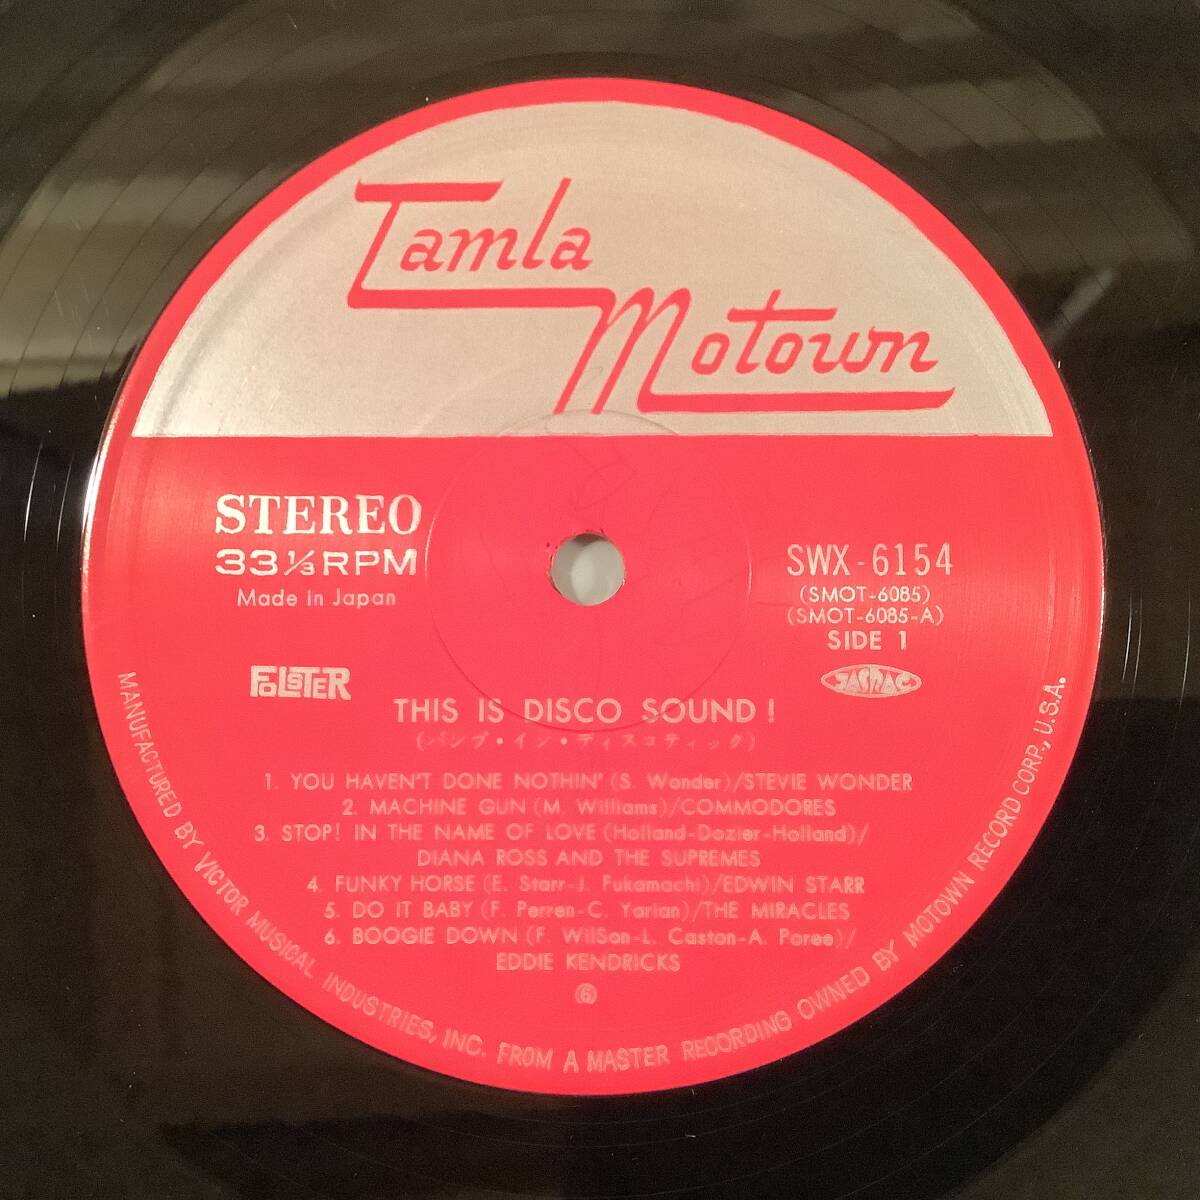 Tamla
Motown
STEREO
33 1/3 RPM
Made in Japan
SWX-6154
(SMOT-6085)
(SMOT-6085-A)
SIDE 1
FOLSTER
JASRAC
THIS IS DISCO SOUND!
(バンプ・イン・ディスコティック)
1. YOU HAVEN'T DONE NOTHIN' (S. Wonder)/STEVIE WONDER
2. MACHINE GUN (M. Williams)/COMMODORES
3. STOP! IN THE NAME OF LOVE (Holland-Dozier-Holland)/
DIANA ROSS AND THE SUPREMES
4. FUNKY HORSE (E. Starr-J. Fukamachi)/EDWIN STARR
5. DO IT BABY (F. Perren-C. Yarian)/THE MIRACLES
6. BOOGIE DOWN (F. WilSon-L. Caston-A. Poree)/
EDDIE KENDRICKS
(6)
MANUFACTURED BY VICTOR MUSICAL INDUSTRIES, INC. FROM A MASTER RECORDING OWNED BY MOTOWN RECORD CORP., U.S.A.